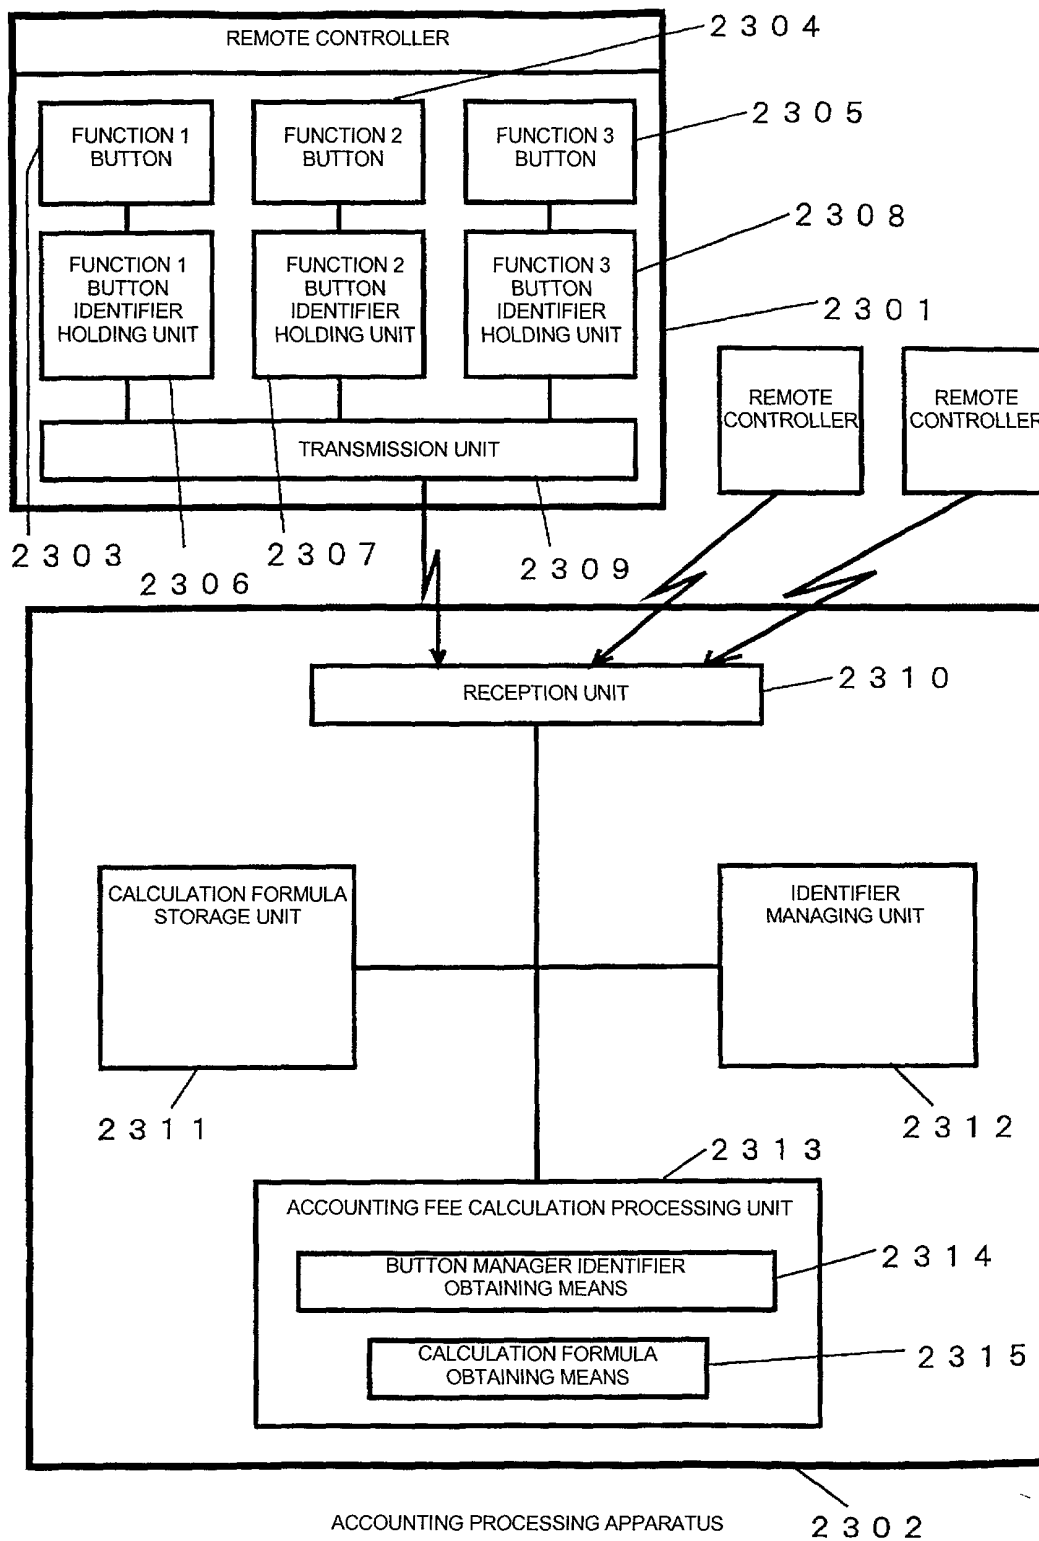 REMOTE CONTROLLER
2304
FUNCTION 1
BUTTON
FUNCTION 2
BUTTON
FUNCTION 3
BUTTON
2305
2308
FUNCTION 1
BUTTON
IDENTIFIER
HOLDING UNIT
FUNCTION 2
BUTTON
IDENTIFIER
HOLDING UNIT
FUNCTION 3
BUTTON
IDENTIFIER
HOLDING UNIT
2301
REMOTE
CONTROLLER
REMOTE
CONTROLLER
TRANSMISSION UNIT
2303
2306
2307
2309
RECEPTION UNIT
2310
CALCULATION FORMULA
STORAGE UNIT
IDENTIFIER
MANAGING UNIT
2311
2312
2313
ACCOUNTING FEE CALCULATION PROCESSING UNIT
BUTTON MANAGER IDENTIFIER
OBTAINING MEANS
2314
CALCULATION FORMULA
OBTAINING MEANS
2315
ACCOUNTING PROCESSING APPARATUS
2302